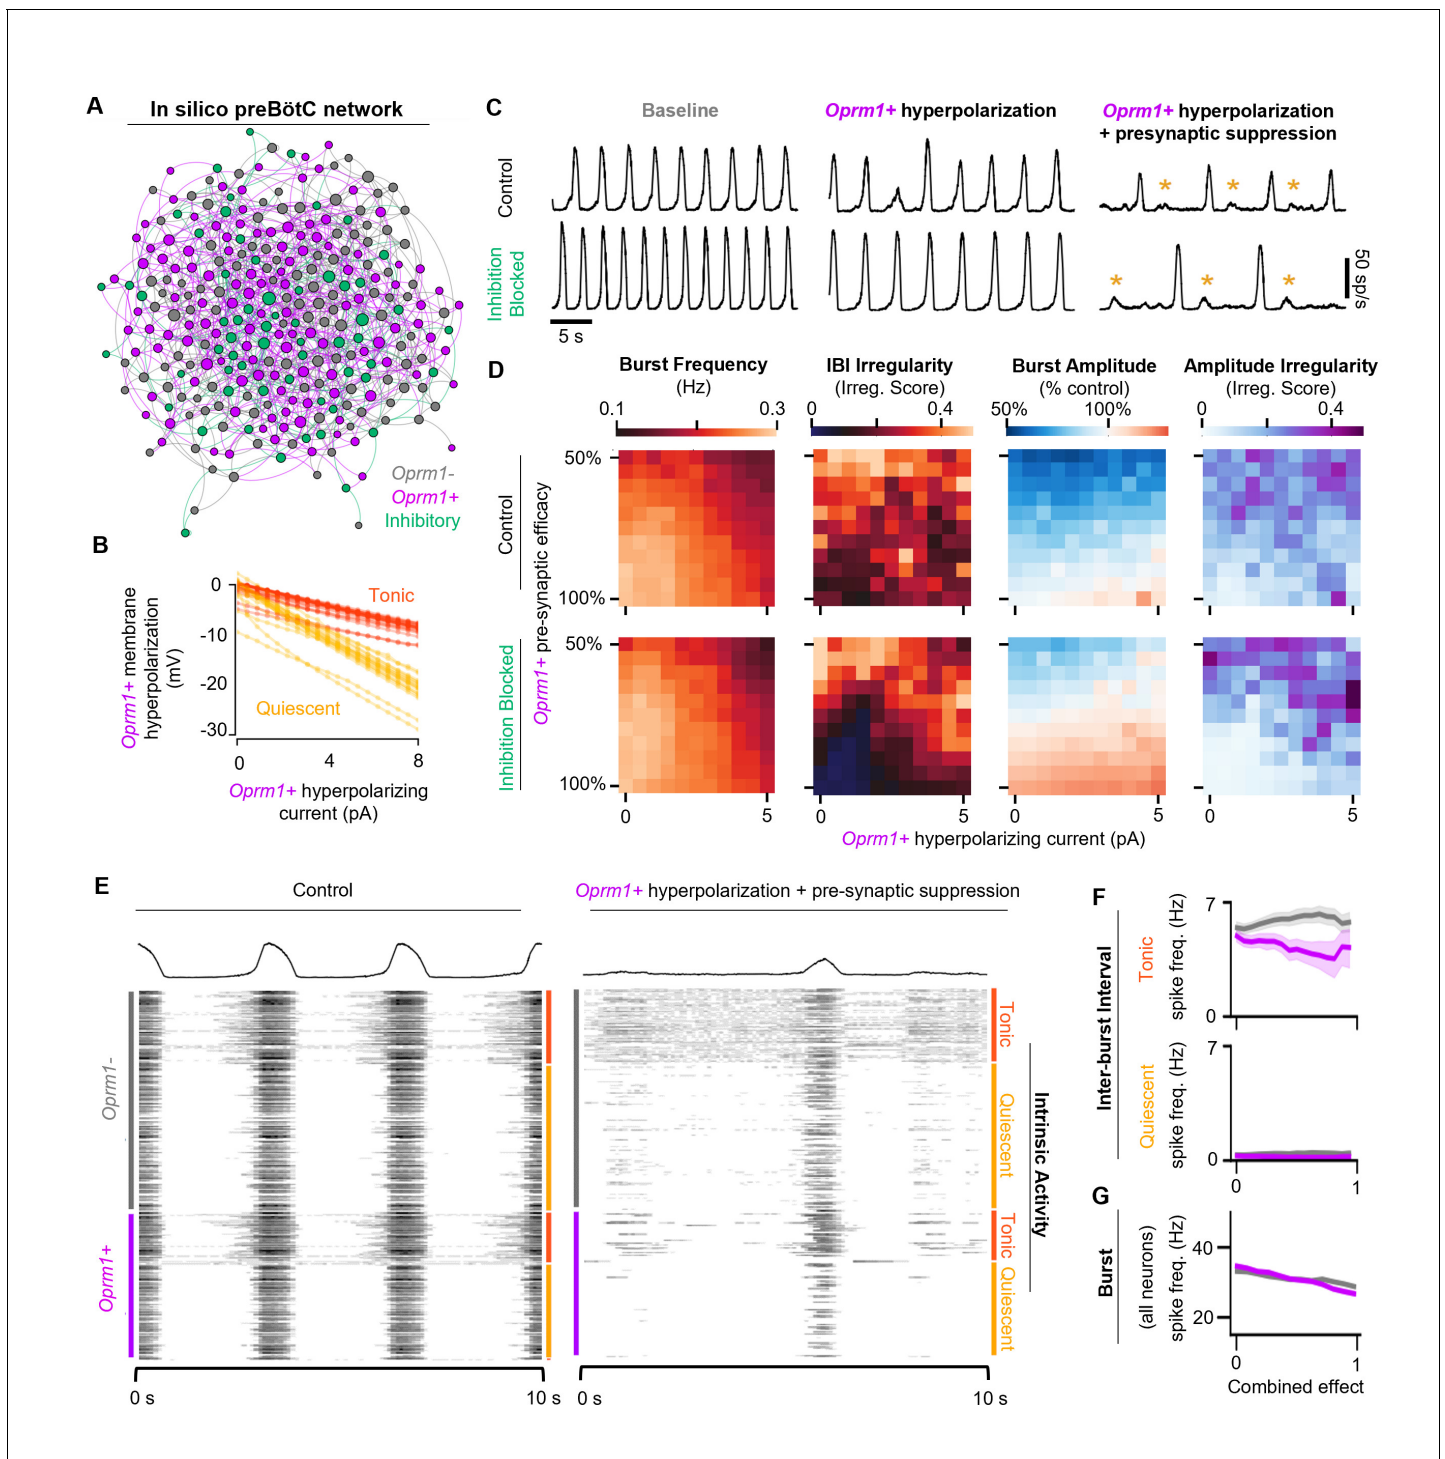 A
In silico preBötC network
Oprm1-
Oprm1+
Inhibitory
B
Oprm1+ membrane
hyperpolarization
(mV)
0
-10
-20
-30
Tonic
Quiescent
0
4
8
Oprm1+ hyperpolarizing
current (pA)
C
Baseline
Oprm1+ hyperpolarization
Oprm1+ hyperpolarization
+ presynaptic suppression
Control
* * *
Inhibition
Blocked
* * *
50 sp/s
5 s
D
Burst Frequency
(Hz)
0.1
0.3
IBI Irregularity
(Irreg. Score)
0
0.4
Burst Amplitude
(% control)
50%
100%
Amplitude Irregularity
(Irreg. Score)
0
0.4
Control
Inhibition Blocked
Oprm1+ pre-synaptic efficacy
50%
100%
50%
100%
0
5
0
5
0
5
0
5
Oprm1+ hyperpolarizing current (pA)
E
Control
Oprm1+ hyperpolarization + pre-synaptic suppression
Oprm1-
Oprm1+
Tonic
Quiescent
Tonic
Quiescent
Intrinsic Activity
0 s
10 s
0 s
10 s
F
Inter-burst Interval
Tonic
spike freq. (Hz)
7
0
Quiescent
spike freq. (Hz)
7
0
0
1
G
Burst
(all neurons)
spike freq. (Hz)
40
20
0
1
Combined effect